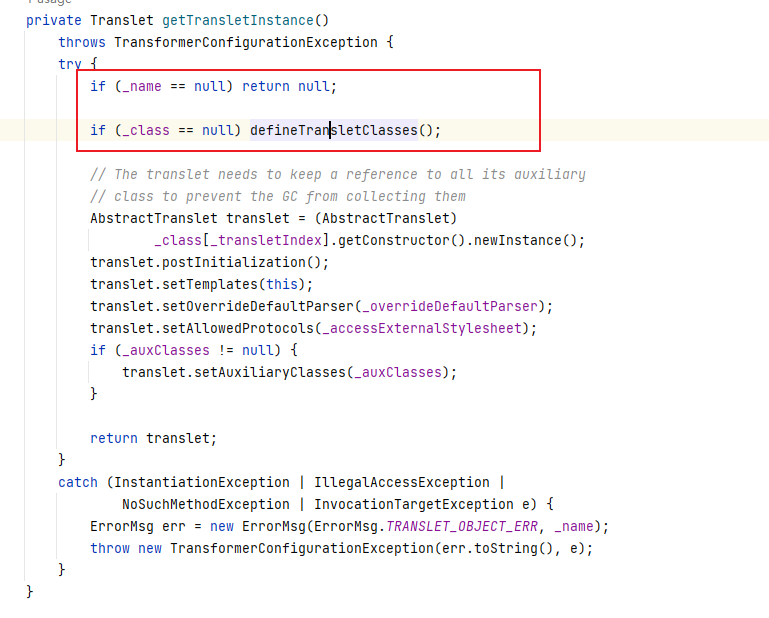 1 usage
private Translet getTransletInstance()
    throws TransformerConfigurationException {
    try {
        if (_name == null) return null;
        if (_class == null) defineTransletClasses();
        // The translet needs to keep a reference to all its auxiliary
        // class to prevent the GC from collecting them
        AbstractTranslet translet = (AbstractTranslet)
                _class[_transletIndex].getConstructor().newInstance();
        translet.postInitialization();
        translet.setTemplates(this);
        translet.setOverrideDefaultParser(_overrideDefaultParser);
        translet.setAllowedProtocols(_accessExternalStylesheet);
        if (_auxClasses != null) {
            translet.setAuxiliaryClasses(_auxClasses);
        }
        return translet;
    }
    catch (InstantiationException | IllegalAccessException |
            NoSuchMethodException | InvocationTargetException e) {
        ErrorMsg err = new ErrorMsg(ErrorMsg.TRANSLET_OBJECT_ERR, _name);
        throw new TransformerConfigurationException(err.toString(), e);
    }
}